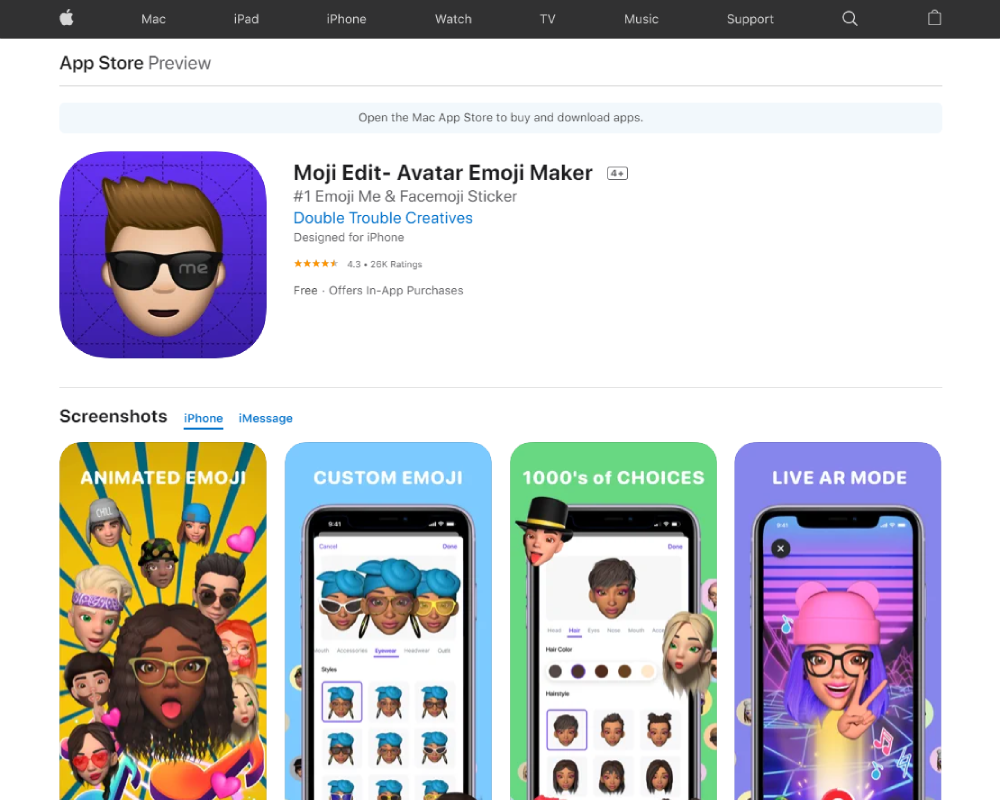 Mac iPad iPhone Watch TV Music Support
App Store Preview
Open the Mac App Store to buy and download apps.
me
Moji Edit- Avatar Emoji Maker 4+
#1 Emoji Me & Facemoji Sticker
Double Trouble Creatives
Designed for iPhone
4.3 • 26K Ratings
Free · Offers In-App Purchases
Screenshots iPhone iMessage
ANIMATED EMOJI
CHILL
CUSTOM EMOJI
9:41
Cancel Done
outh Accessories Eyewear Headwear Outfi
Styles
1000's of CHOICES
Done
Head Hair Eyes Nose Mouth Acce
Hair Color
Hairstyle
LIVE AR MODE
9:41